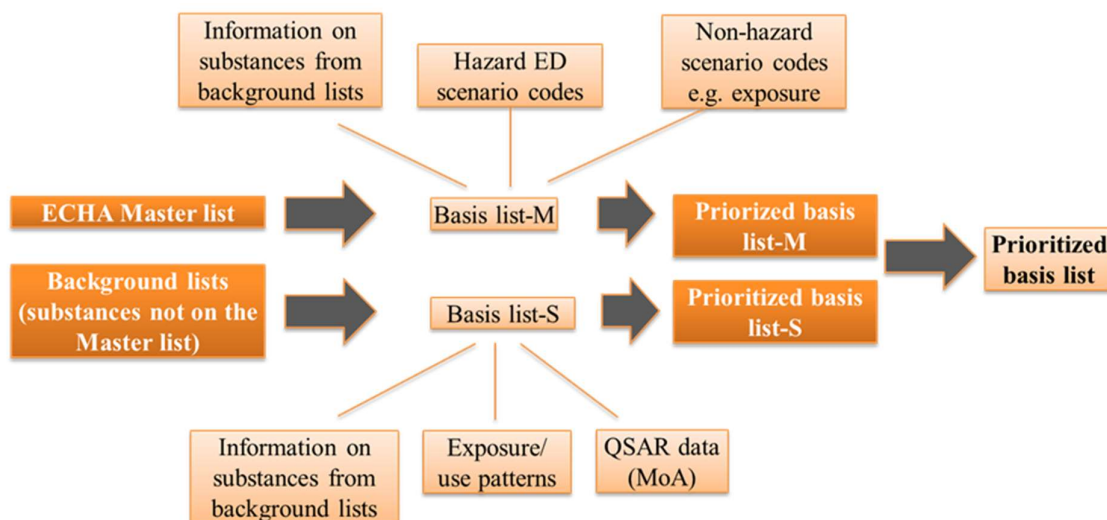 Information on
substances from
background lists
Hazard ED
scenario codes
Non-hazard
scenario codes
e.g. exposure
ECHA Master list
Basis list-M
Priorized basis
list-M
Prioritized
basis list
Background lists
(substances not on the
Master list)
Basis list-S
Prioritized basis
list-S
Information on
substances from
background lists
Exposure/
use patterns
QSAR data
(MoA)